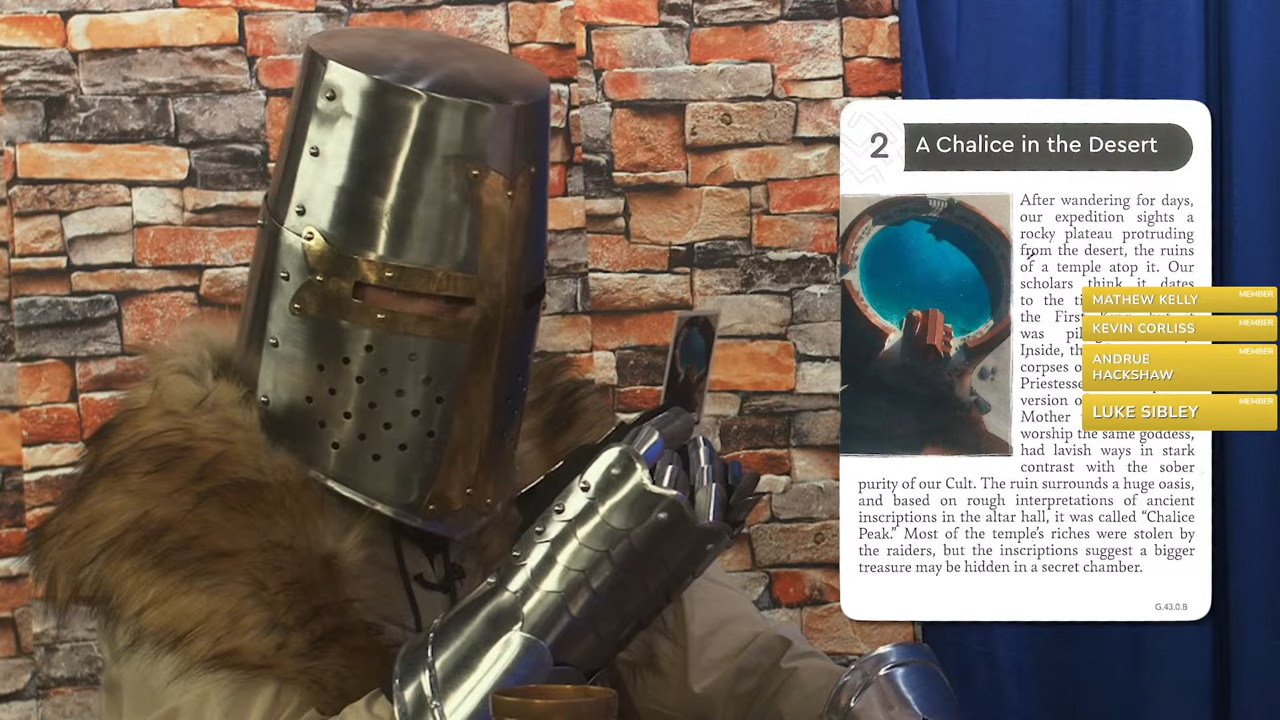 2
A Chalice in the Desert
After wandering for days,
our expedition sights a
rocky plateau protruding
from the desert, the ruins
of a temple atop it. Our
scholars think it dates
to the
the First
was
Inside,
corpses
version
Mother
worship the same goddess,
had lavish ways in stark
contrast with the sober
purity of our Cult. The ruin surrounds a huge oasis,
and based on rough interpretations of ancient
inscriptions in the altar hall, it was called “Chalice
Peak.” Most of the temple's riches were stolen by
the raiders, but the inscriptions suggest a bigger
treasure may be hidden in a secret chamber.
G.43.0.B
MATHEW KELLY MEMBER
KEVIN CORLISS MEMBER
ANDRUE MEMBER
HACKSHAW
LUKE SIBLEY MEMBER